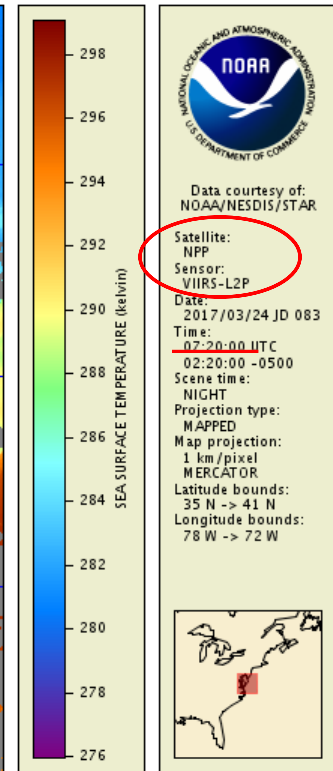 298
296
294
292
290
288
286
284
282
280
278
276
SEA SURFACE TEMPERATURE (kelvin)
NATIONAL OCEANIC AND ATMOSPHERIC ADMINISTRATION
NOAA
U.S. DEPARTMENT OF COMMERCE
Data courtesy of:
NOAA/NESDIS/STAR
Satellite:
NPP
Sensor:
VIIRS-L2P
Date:
2017/03/24 JD 083
Time:
07:20:00 UTC
02:20:00 -0500
Scene time:
NIGHT
Projection type:
MAPPED
Map projection:
1 km/pixel
MERCATOR
Latitude bounds:
35 N -> 41 N
Longitude bounds:
78 W -> 72 W